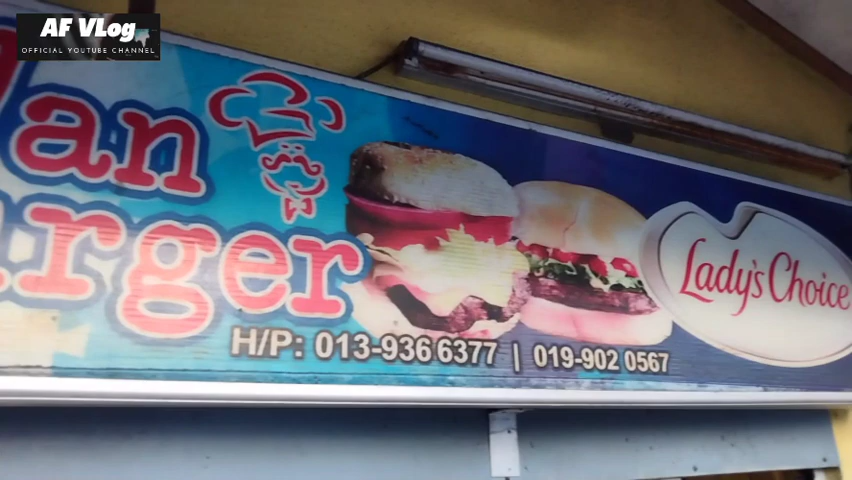 AF VLog
OFFICIAL YOUTUBE CHANNEL
an
rger
H/P: 013-936 6377 | 019-902 0567
Lady's Choice